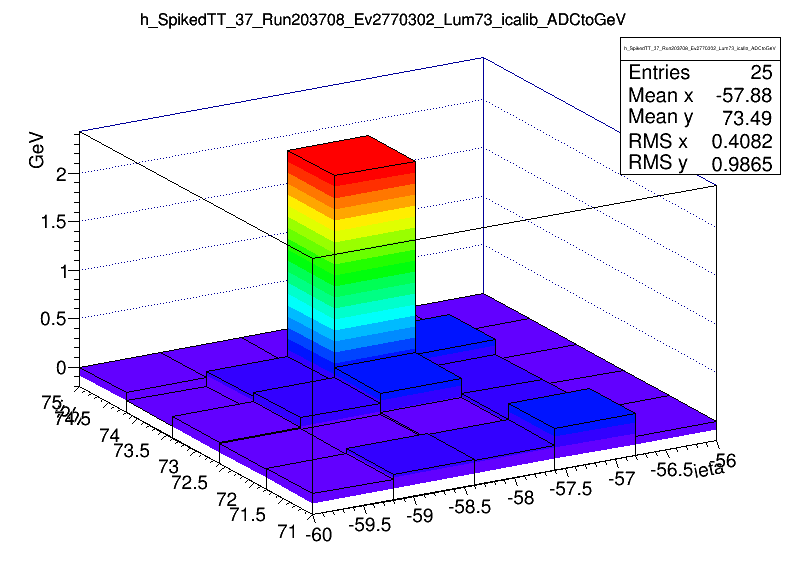 h_SpikedTT_37_Run203708_Ev2770302_Lum73_icalib_ADCtoGeV
h_SpikedTT_37_Run203708_Ev2770302_Lum73_icalib_ADCtoGeV
Entries 25
Mean x -57.88
Mean y 73.49
RMS x 0.4082
RMS y 0.9865
GeV
2
1.5
1
0.5
0
75
74.5
74
73.5
73
72.5
72
71.5
71
-60
-59.5
-59
-58.5
-58
-57.5
-57
-56.5
-56
ieta